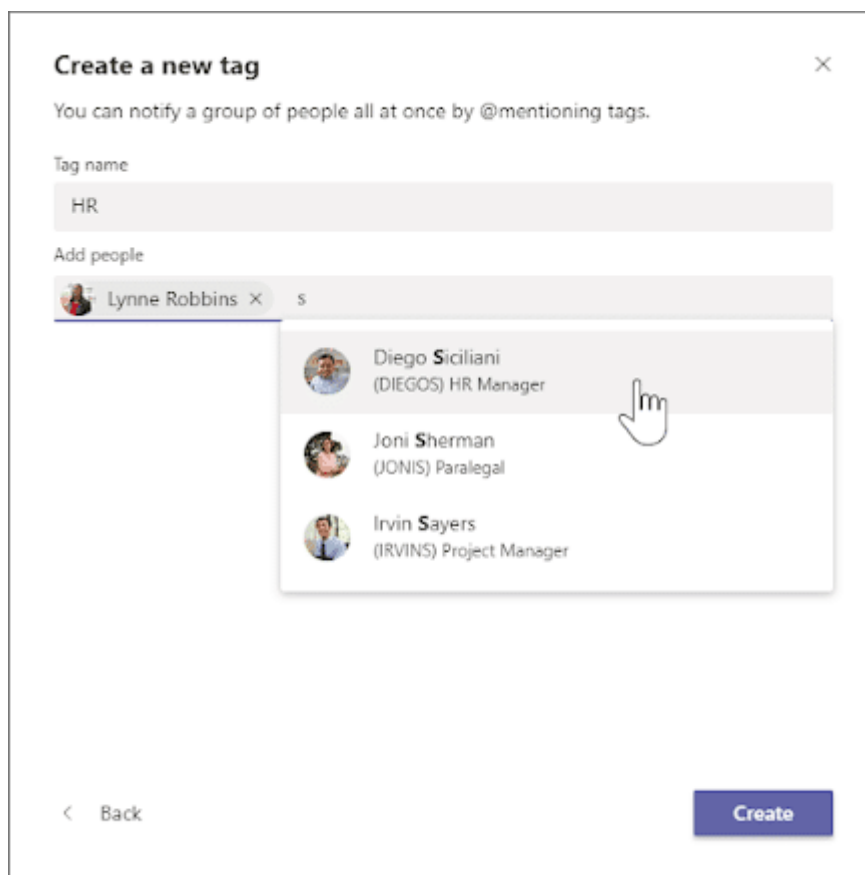 Create a new tag
You can notify a group of people all at once by @mentioning tags.
Tag name
HR
Add people
Lynne Robbins s
Diego Siciliani
(DIEGOS) HR Manager
Joni Sherman
(JONIS) Paralegal
Irvin Sayers
(IRVINS) Project Manager
Back Create